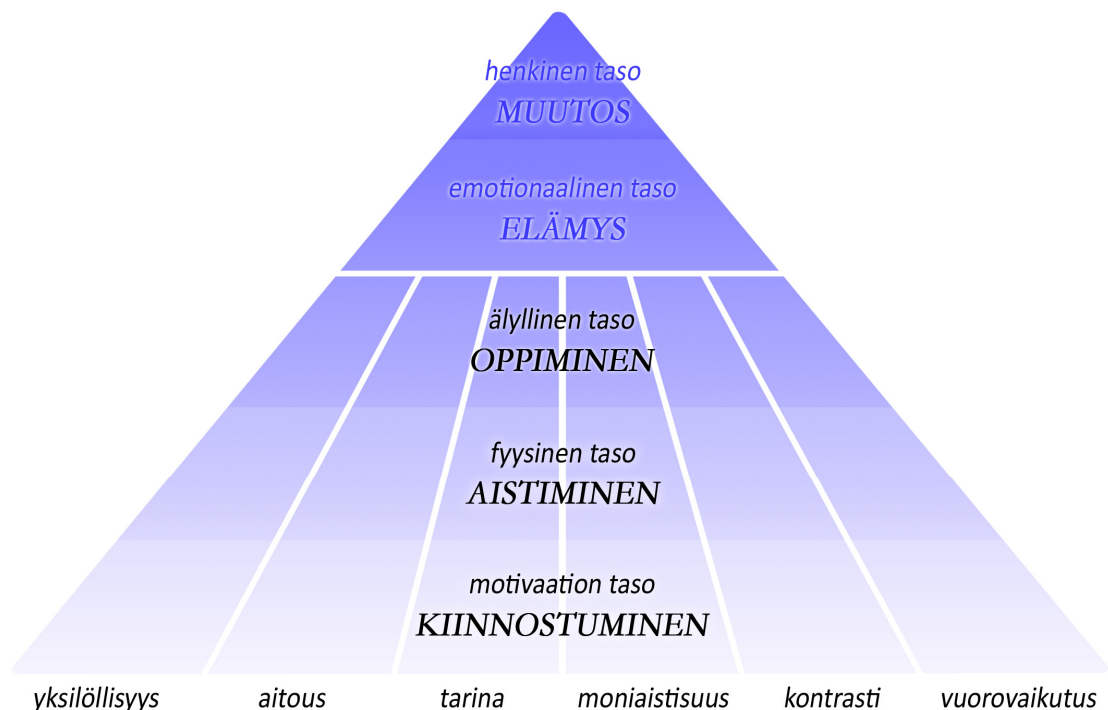 henkinen taso
MUUTOS
emotionaalinen taso
ELÄMYS
älyllinen taso
OPPIMINEN
fyysinen taso
AISTIMINEN
motivaation taso
KIINNOSTUMINEN
yksilöllisyys aitous tarina moniaistisuus kontrasti vuorovaikutus